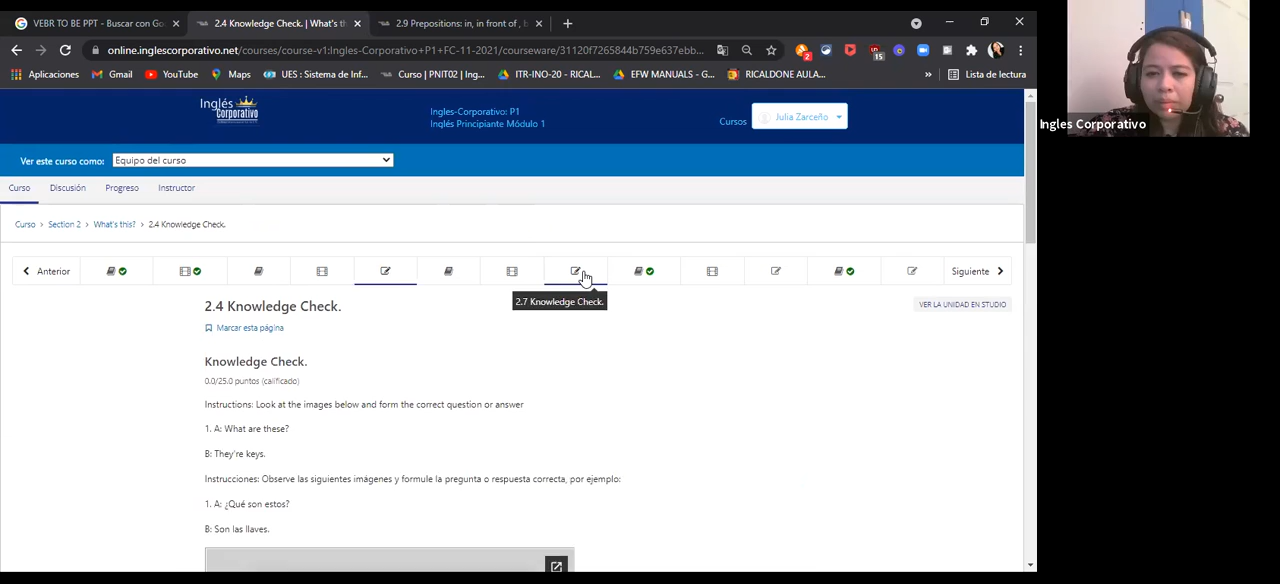 VEBR TO BE PPT - Buscar con Go
2.4 Knowledge Check. | What's th
2.9 Prepositions: in, in front of , b
online.inglescorporativo.net/courses/course-v1:Ingles-Corporativo+P1+FC-11-2021/courseware/31120f7265844b759e637ebb...
2
15
Aplicaciones
Gmail
YouTube
Maps
UES : Sistema de Inf...
Curso | PNIT02 | Ing...
ITR-INO-20 - RICAL...
EFW MANUALS - G...
RICALDONE AULA...
»
Lista de lectura
Inglés
Corporativo
Ingles-Corporativo: P1
Inglés Principiante Módulo 1
Cursos
Julia Zarceño
Ver este curso como:
Equipo del curso
Curso
Discusión
Progreso
Instructor
Curso > Section 2 > What's this? > 2.4 Knowledge Check.
Anterior
Siguiente
2.7 Knowledge Check.
2.4 Knowledge Check.
VER LA UNIDAD EN STUDIO
Marcar esta página
Knowledge Check.
0.0/25.0 puntos (calificado)
Instructions: Look at the images below and form the correct question or answer
1. A: What are these?
B: They're keys.
Instrucciones: Observe las siguientes imágenes y formule la pregunta o respuesta correcta, por ejemplo:
1. A: ¿Qué son estos?
B: Son las llaves.
Ingles Corporativo